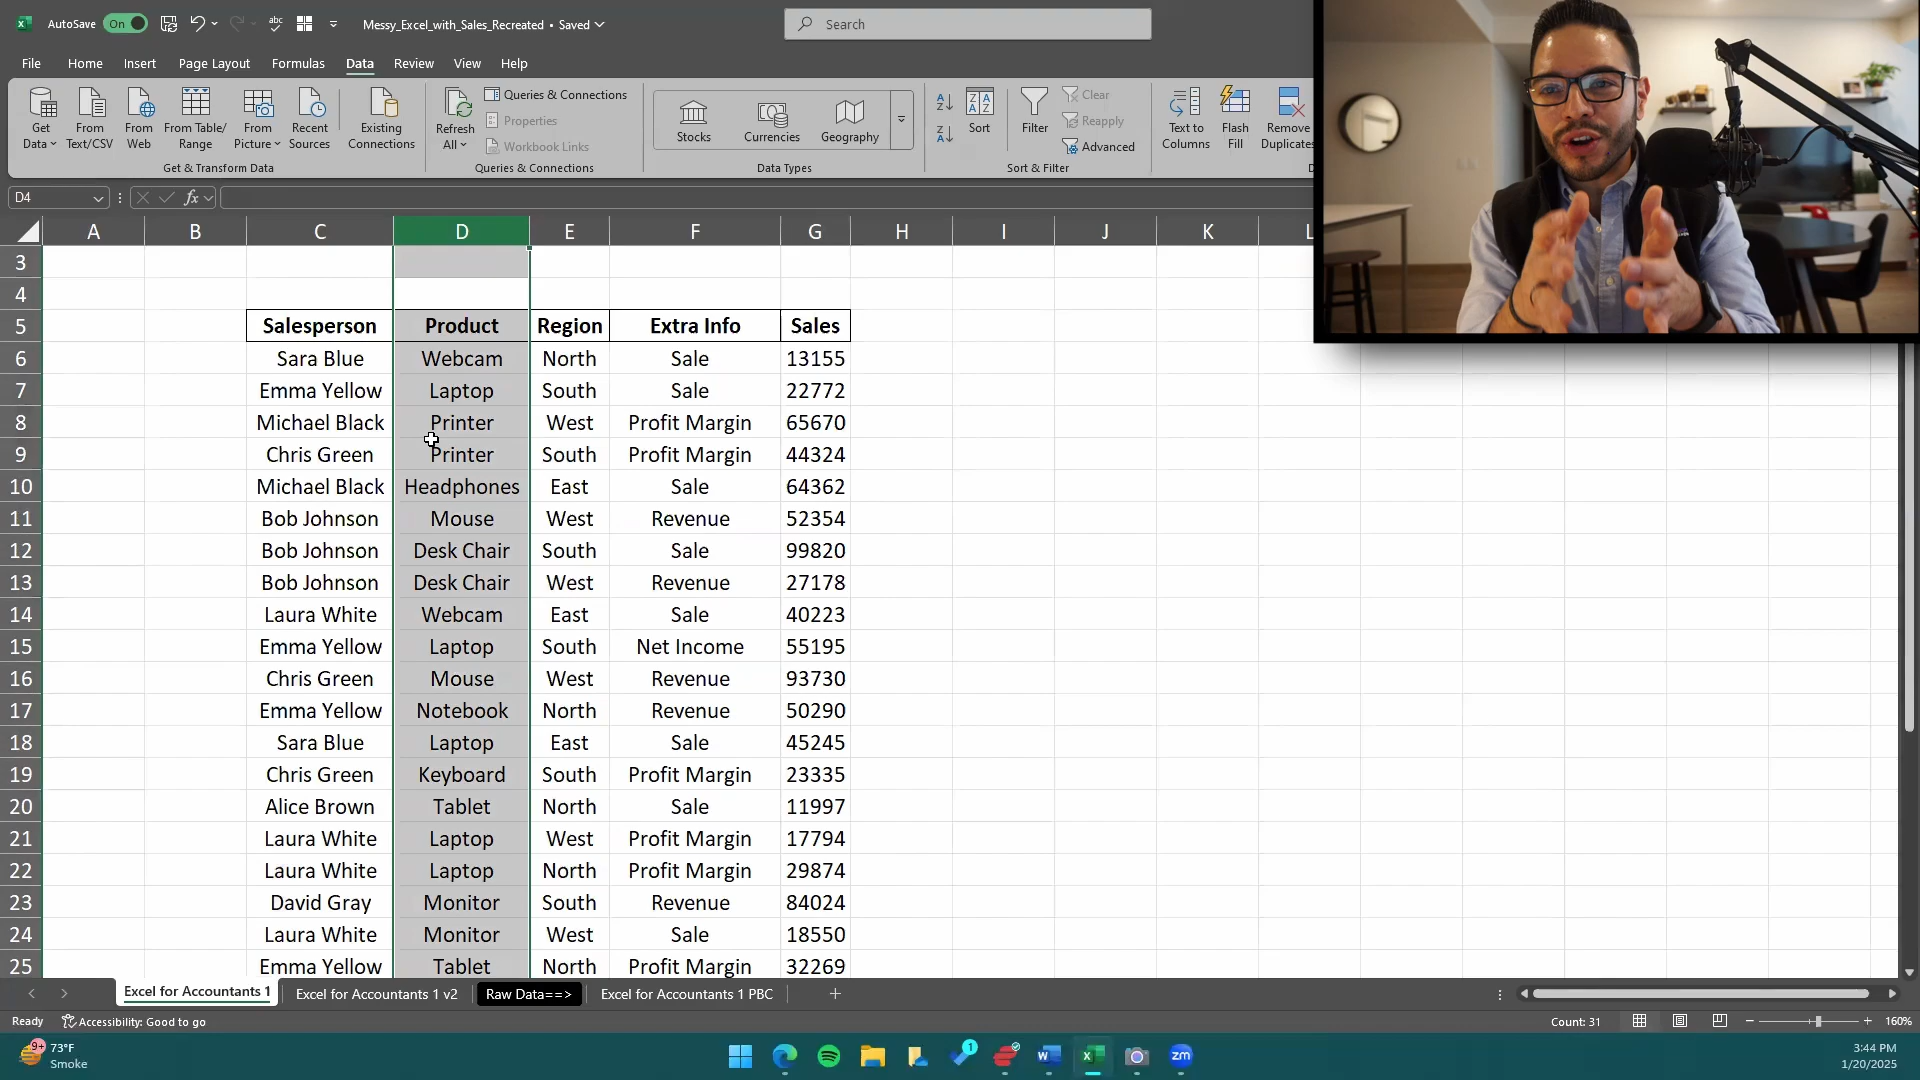 AutoSave On abc Messy_Excel_with_Sales_Recreated • Saved Search
File Home Insert Page Layout Formulas Data Review View Help
Get Data From Text/CSV From Web From Table/ Range From Picture Recent Sources Existing Connections
Get & Transform Data
Refresh All Queries & Connections Properties Workbook Links
Queries & Connections
Stocks Currencies Geography
Data Types
Sort Filter Clear Reapply Advanced
Sort & Filter
Text to Columns Flash Fill Remove Duplicates
D4 fx
A B C D E F G H I J K L
3
4
5 Salesperson Product Region Extra Info Sales
6 Sara Blue Webcam North Sale 13155
7 Emma Yellow Laptop South Sale 22772
8 Michael Black Printer West Profit Margin 65670
9 Chris Green Printer South Profit Margin 44324
10 Michael Black Headphones East Sale 64362
11 Bob Johnson Mouse West Revenue 52354
12 Bob Johnson Desk Chair South Sale 99820
13 Bob Johnson Desk Chair West Revenue 27178
14 Laura White Webcam East Sale 40223
15 Emma Yellow Laptop South Net Income 55195
16 Chris Green Mouse West Revenue 93730
17 Emma Yellow Notebook North Revenue 50290
18 Sara Blue Laptop East Sale 45245
19 Chris Green Keyboard South Profit Margin 23335
20 Alice Brown Tablet North Sale 11997
21 Laura White Laptop West Profit Margin 17794
22 Laura White Laptop North Profit Margin 29874
23 David Gray Monitor South Revenue 84024
24 Laura White Monitor West Sale 18550
25 Emma Yellow Tablet North Profit Margin 32269
Excel for Accountants 1 Excel for Accountants 1 v2 Raw Data==> Excel for Accountants 1 PBC
Ready Accessibility: Good to go Count: 31 160%
9+ 73°F
Smoke
1 W X zm
3:44 PM
1/20/2025